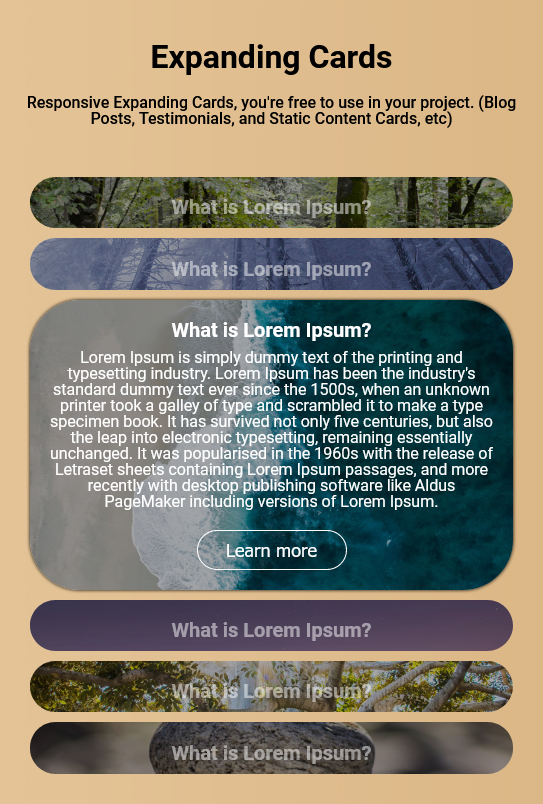 Expanding Cards
Responsive Expanding Cards, you're free to use in your project. (Blog
Posts, Testimonials, and Static Content Cards, etc)
What is Lorem Ipsum?
What is Lorem Ipsum?
What is Lorem Ipsum?
Lorem Ipsum is simply dummy text of the printing and
typesetting industry. Lorem Ipsum has been the industry's
standard dummy text ever since the 1500s, when an unknown
printer took a galley of type and scrambled it to make a type
specimen book. It has survived not only five centuries, but also
the leap into electronic typesetting, remaining essentially
unchanged. It was popularised in the 1960s with the release of
Letraset sheets containing Lorem Ipsum passages, and more
recently with desktop publishing software like Aldus
PageMaker including versions of Lorem Ipsum.
Learn more
What is Lorem Ipsum?
What is Lorem Ipsum?
What is Lorem Ipsum?